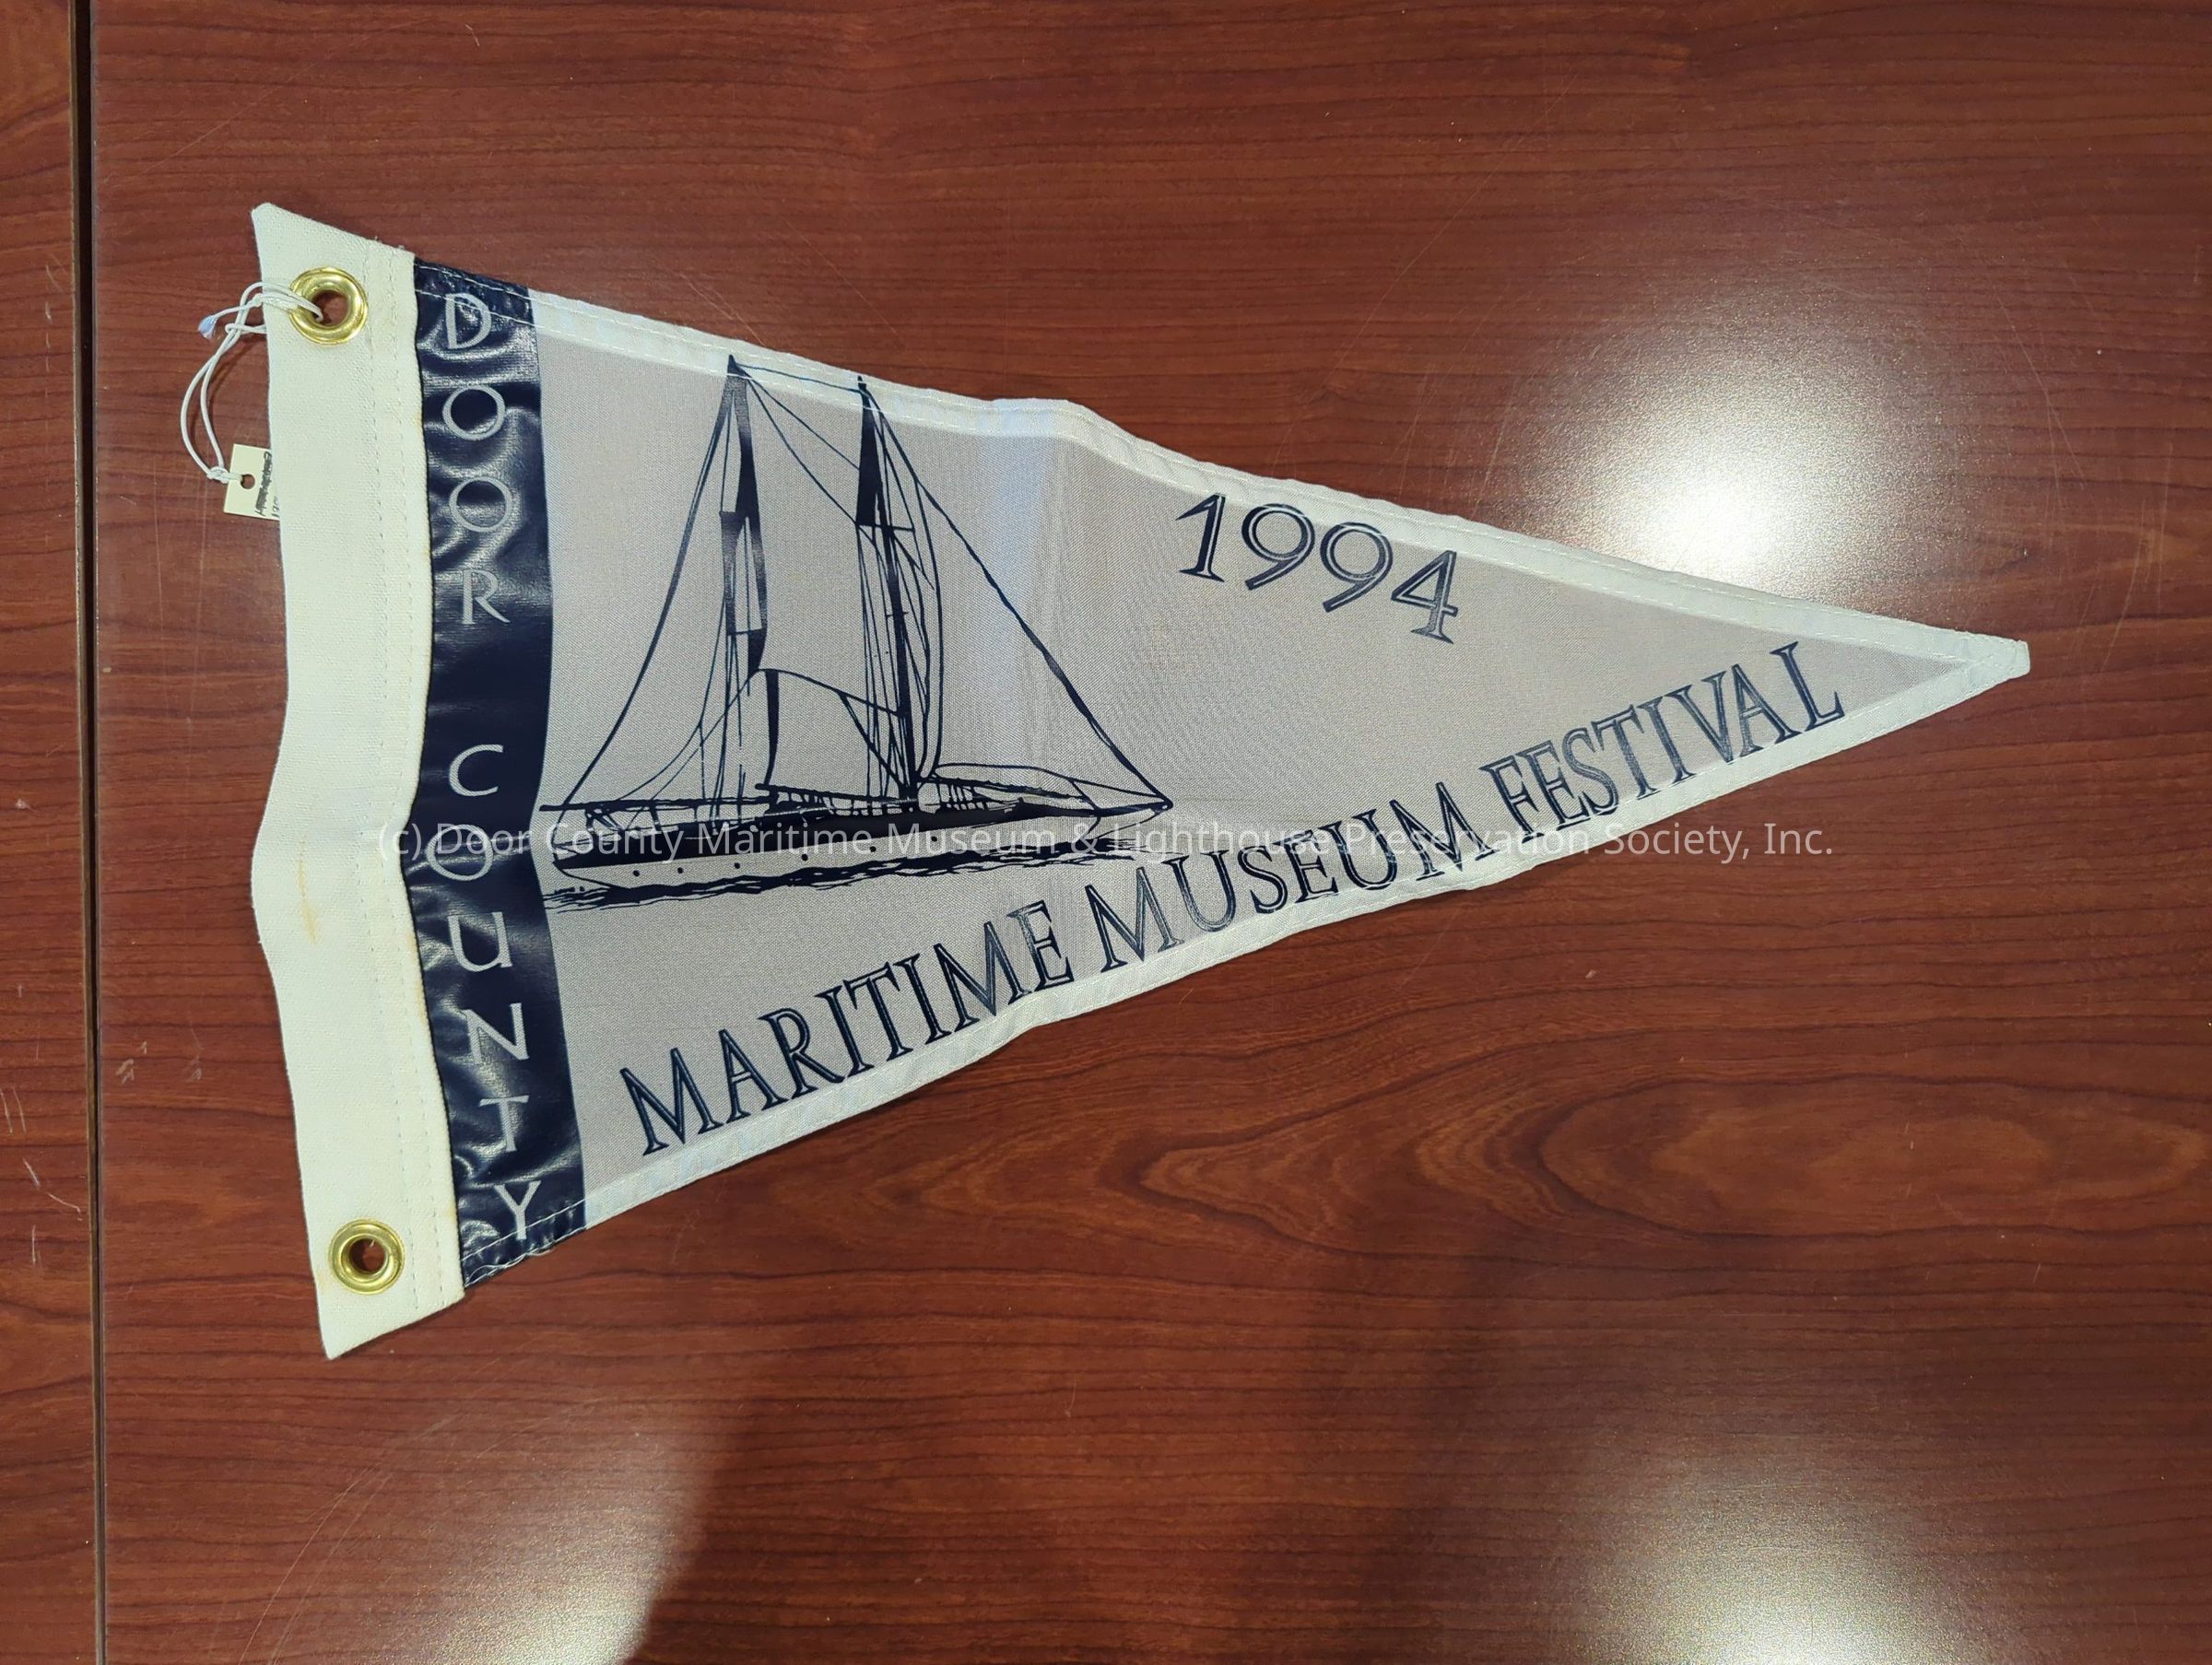 DOOR COUNTY
1994
MARITIME MUSEUM FESTIVAL
(c) Door County Maritime Museum & Lighthouse Preservation Society, Inc.